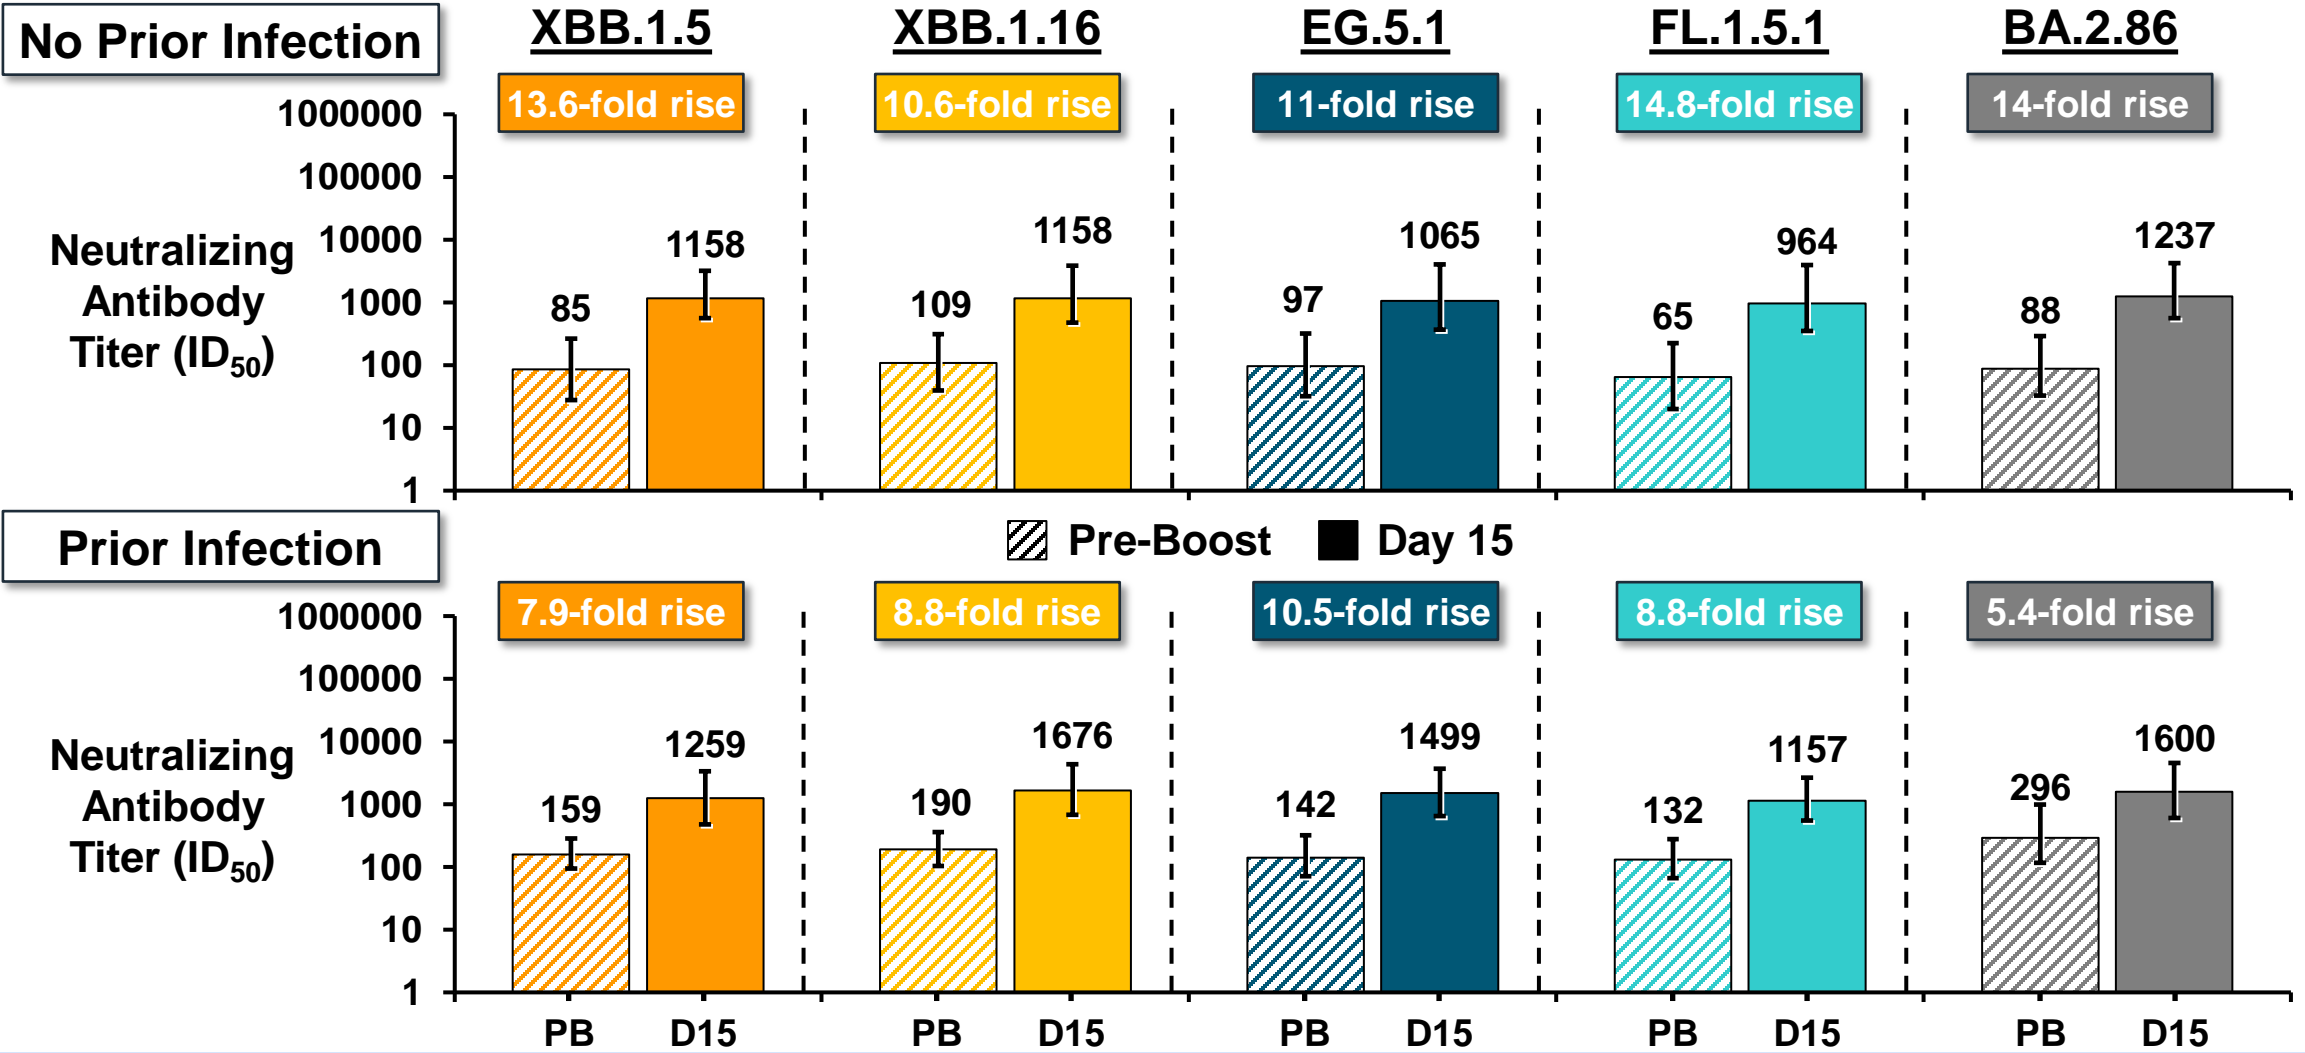 No Prior Infection
XBB.1.5 XBB.1.16 EG.5.1 FL.1.5.1 BA.2.86
13.6-fold rise 10.6-fold rise 11-fold rise 14.8-fold rise 14-fold rise
Neutralizing
Antibody
Titer (ID50)
1000000
100000
10000
1000
100
10
1
85 1158 109 1158 97 1065 65 964 88 1237
Pre-Boost Day 15
Prior Infection
7.9-fold rise 8.8-fold rise 10.5-fold rise 8.8-fold rise 5.4-fold rise
Neutralizing
Antibody
Titer (ID50)
1000000
100000
10000
1000
100
10
1
159 1259 190 1676 142 1499 132 1157 296 1600
PB D15 PB D15 PB D15 PB D15 PB D15